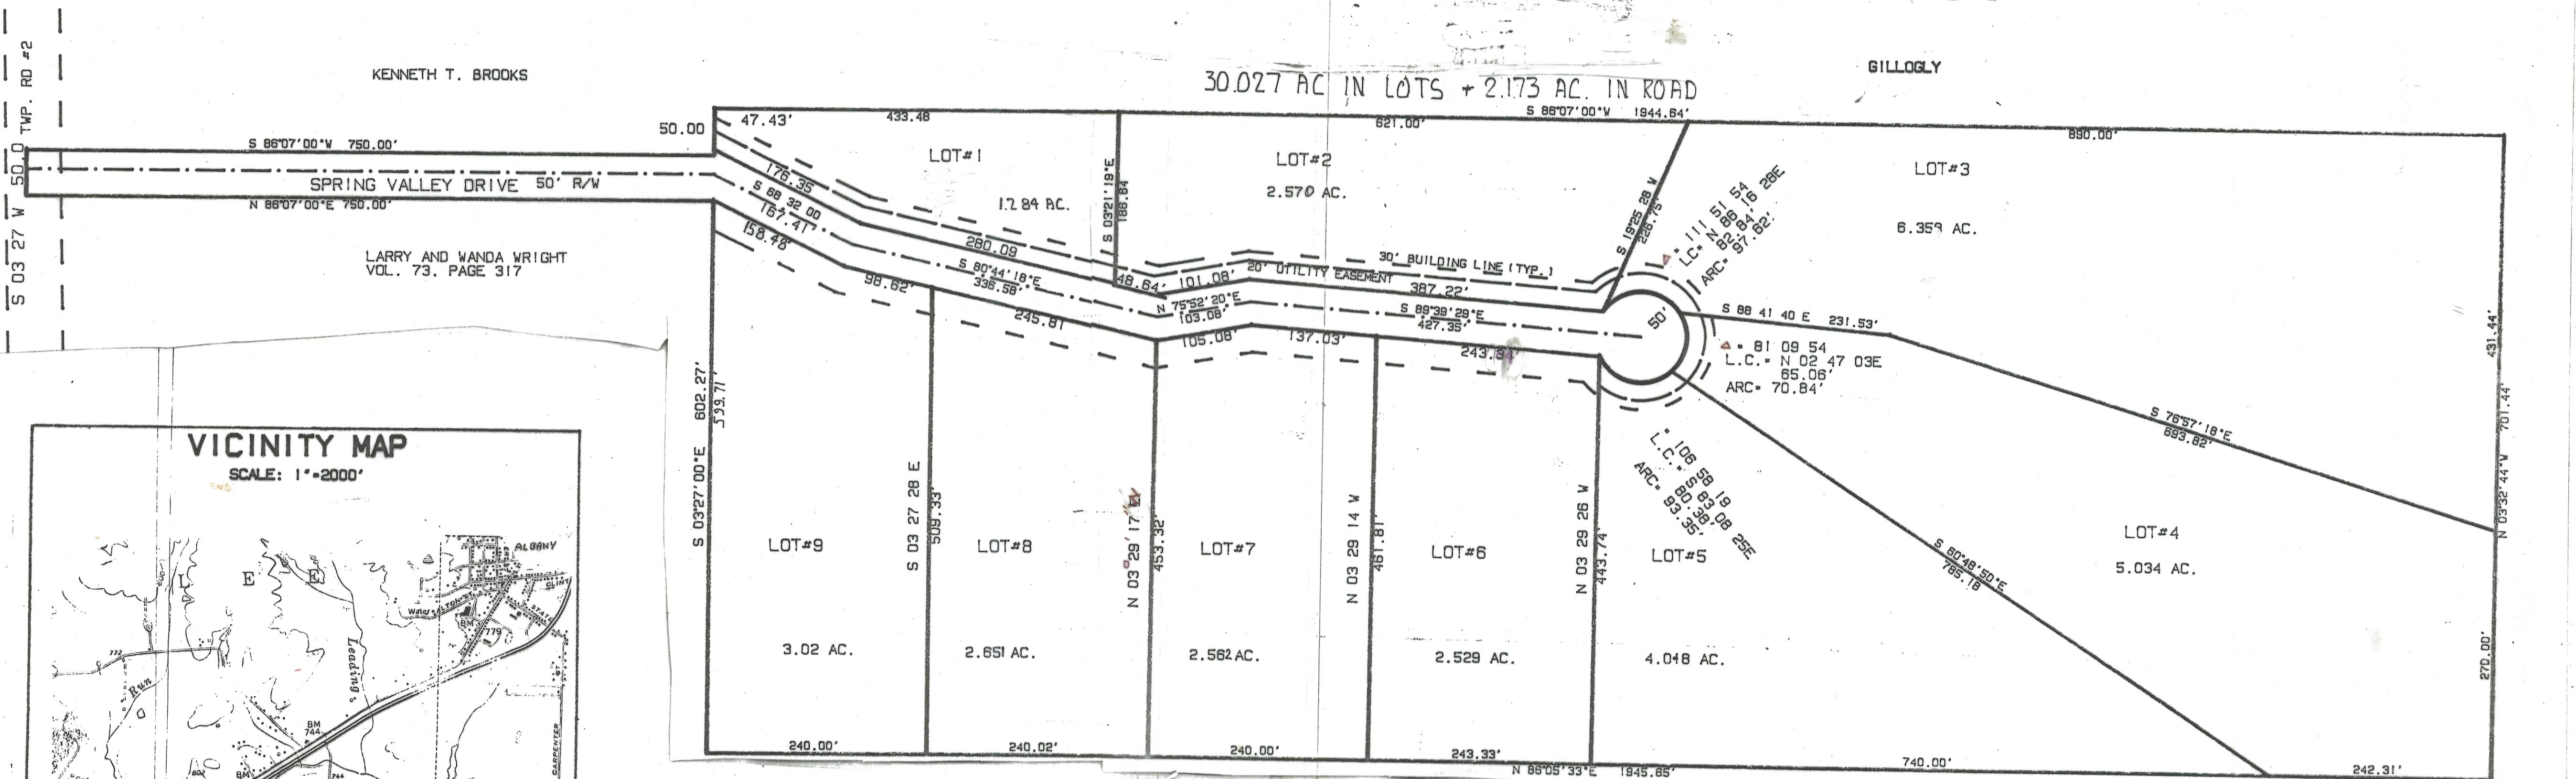 KENNETH T. BROOKS
GILLOGLY
30.027 AC IN LOTS + 2.173 AC. IN ROAD
S 86°07'00"W 1944.64'
S 03 27 W 50.0 TWP. RD #2
S 86°07'00"W 750.00'
SPRING VALLEY DRIVE 50' R/W
N 86°07'00"E 750.00'
LARRY AND WANDA WRIGHT
VOL. 73. PAGE 317
50.00
47.43'
433.48
621.00'
890.00'
LOT#1
1.284 AC.
176.35
S 68 32 00
167.41'
158.48'
280.09
S 80°44'18"E
336.58'
98.62'
245.81'
S 03°21'19"E
186.64
LOT#2
2.570 AC.
48.64'
101.08'
N 75°52'20"E
103.08'
105.08'
30' BUILDING LINE (TYP.)
20' UTILITY EASEMENT
387.22'
S 89°39'29"E
427.35'
137.03'
243.84'
S 19°25 28 W
226.75'
50'
111 51 54
LC= N 86 16 28E
82.84'
ARC= 97.62'
LOT#3
6.359 AC.
S 88 41 40 E 231.53'
= 81 09 54
L.C.= N 02 47 03E
65.06'
ARC= 70.84'
S 76°57'18"E
693.82'
431.44'
N 03°32'44"W 701.44'
= 106 58 19
L.C.= S 83 08 25E
80.38'
ARC= 93.35'
S 60°48'50"E
785.18
LOT#4
5.034 AC.
270.00'
S 03°27'00"E 602.27'
599.71'
LOT#9
3.02 AC.
S 03 27 28 E
509.33'
LOT#8
2.651 AC.
N 03°29'17"
453.32'
LOT#7
2.562 AC.
N 03 29 14 W
461.81'
LOT#6
2.529 AC.
N 03 29 26 W
443.74'
LOT#5
4.048 AC.
240.00'
240.02'
240.00'
243.33'
740.00'
242.31'
N 86°05'33"E 1945.65'
VICINITY MAP
SCALE: 1"=2000'
L E E
ALBANY
CLINT
WASHINGTON
STAT
BM
779
772
Run
Leading
BM
744
BM
802
744
CARPENTER